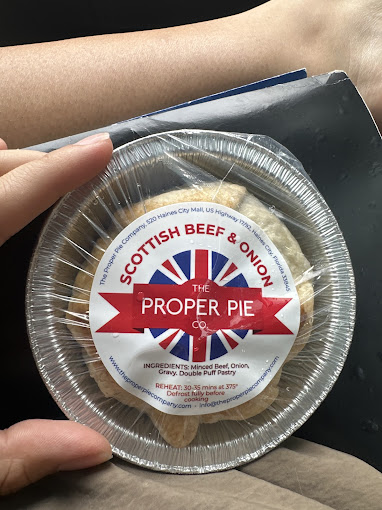 The Proper Pie Company, 520 Haines City Mall, US Highway 17/92, Haines City, Florida 33845
SCOTTISH BEEF & ONION
THE
PROPER PIE
CO.
INGREDIENTS: Minced Beef, Onion,
Gravy. Double Puff Pastry
REHEAT: 30-35 mins at 375°
Defrost fully before
cooking
www.theproperpiecompany.com • info@theproperpiecompany.com